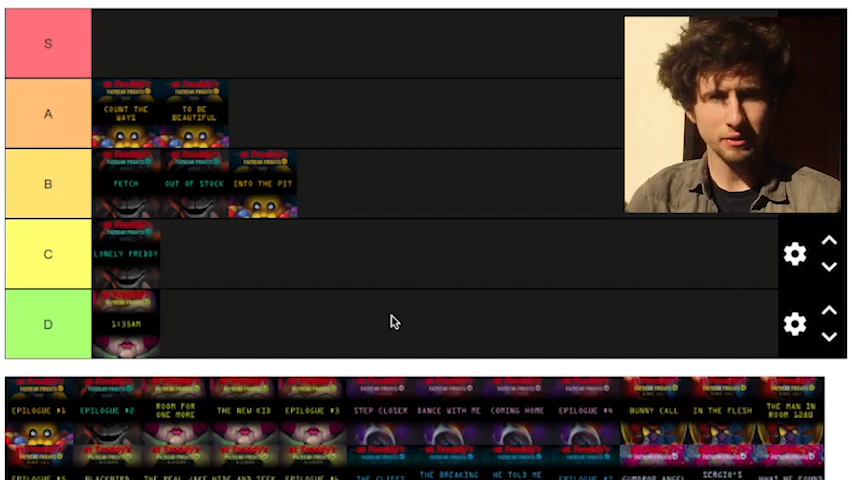 S
A
COUNT THE WAYS
TO BE BEAUTIFUL
B
FETCH
OUT OF STOCK
INTO THE PIT
C
LONELY FREDDY
D
1:35AM
EPILOGUE #1
EPILOGUE #2
ROOM FOR ONE MORE
THE NEW KID
EPILOGUE #3
STEP CLOSER
DANCE WITH ME
COMING HOME
EPILOGUE #4
BUNNY CALL
IN THE FLESH
THE MAN IN ROOM 1280
EPILOGUE #5
BLACKBIRD
THE REAL JAKE
HIDE AND SEEK
EPILOGUE #6
THE CLIFFS
THE BREAKING
HE TOLD ME
GUMDROP ANGEL
SERGIO'S
WHAT WE FOUND